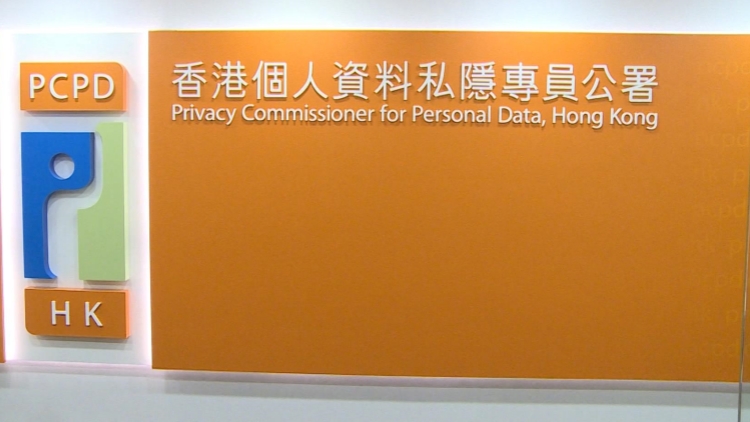 PCPD
HK
香港個人資料私隱專員公署
Privacy Commissioner for Personal Data, Hong Kong